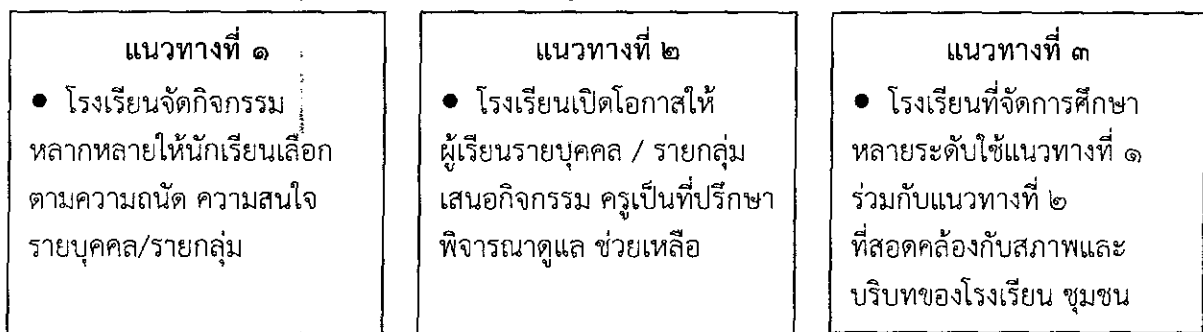 แนวทางที่ ๑
● โรงเรียนจัดกิจกรรม
หลากหลายให้นักเรียนเลือก
ตามความถนัด ความสนใจ
รายบุคคล/รายกลุ่ม
แนวทางที่ ๒
● โรงเรียนเปิดโอกาสให้
ผู้เรียนรายบุคคล / รายกลุ่ม
เสนอกิจกรรม ครูเป็นที่ปรึกษา
พิจารณาดูแล ช่วยเหลือ
แนวทางที่ ๓
● โรงเรียนที่จัดการศึกษา
หลายระดับใช้แนวทางที่ ๑
ร่วมกับแนวทางที่ ๒
ที่สอดคล้องกับสภาพและ
บริบทของโรงเรียน ชุมชน